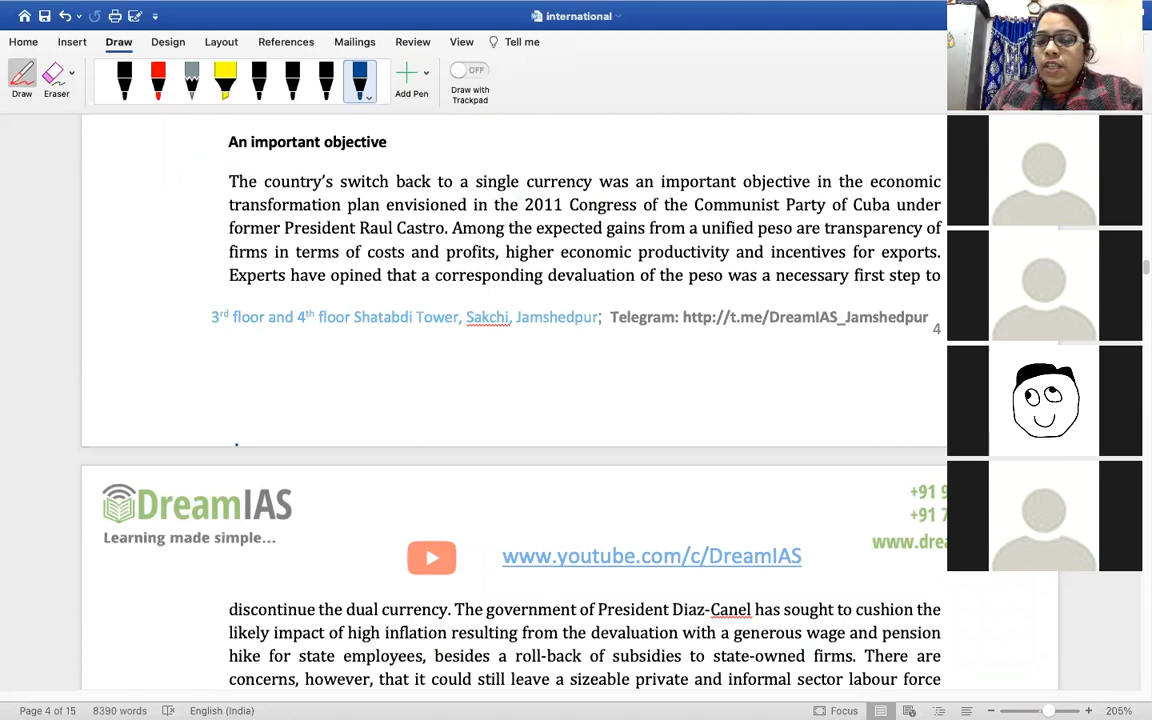 international
Home Insert Draw Design Layout References Mailings Review View Tell me
OFF
Draw Eraser Add Pen Draw with
Trackpad
An important objective
The country's switch back to a single currency was an important objective in the economic
transformation plan envisioned in the 2011 Congress of the Communist Party of Cuba under
former President Raul Castro. Among the expected gains from a unified peso are transparency of
firms in terms of costs and profits, higher economic productivity and incentives for exports.
Experts have opined that a corresponding devaluation of the peso was a necessary first step to
3rd floor and 4th floor Shatabdi Tower, Sakchi, Jamshedpur; Telegram: http://t.me/DreamIAS_Jamshedpur
4
DreamIAS
Learning made simple...
+91 9
+91 7
www.drea
www.youtube.com/c/DreamIAS
discontinue the dual currency. The government of President Diaz-Canel has sought to cushion the
likely impact of high inflation resulting from the devaluation with a generous wage and pension
hike for state employees, besides a roll-back of subsidies to state-owned firms. There are
concerns, however, that it could still leave a sizeable private and informal sector labour force
Page 4 of 15 8390 words English (India) Focus 205%